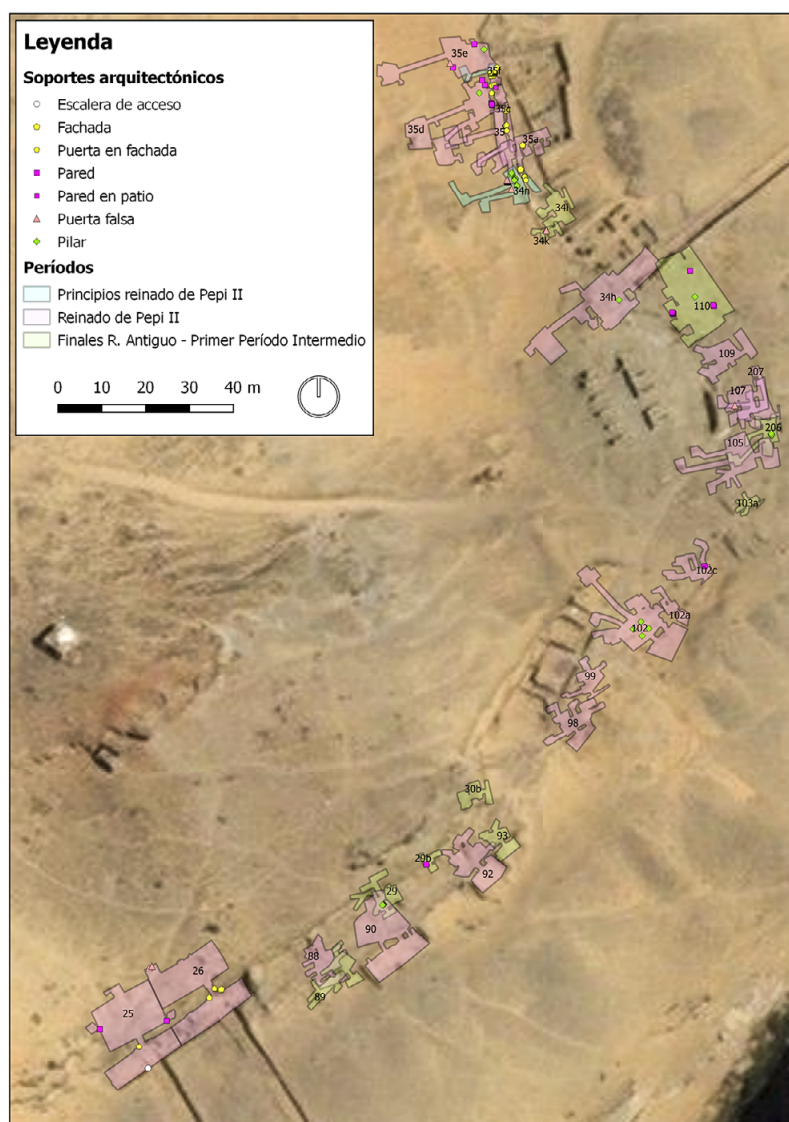 Leyenda
Soportes arquitectónicos
Escalera de acceso
Fachada
Puerta en fachada
Pared
Pared en patio
Puerta falsa
Pilar
Períodos
Principios reinado de Pepi II
Reinado de Pepi II
Finales R. Antiguo - Primer Período Intermedio
0 10 20 30 40 m
35e
35f
35d
35
35a
34n
34i
34k
34h
110
109
207
107
206
105
103a
102c
102a
102
99
98
30b
93
29b
92
29
90
88
89
26
25